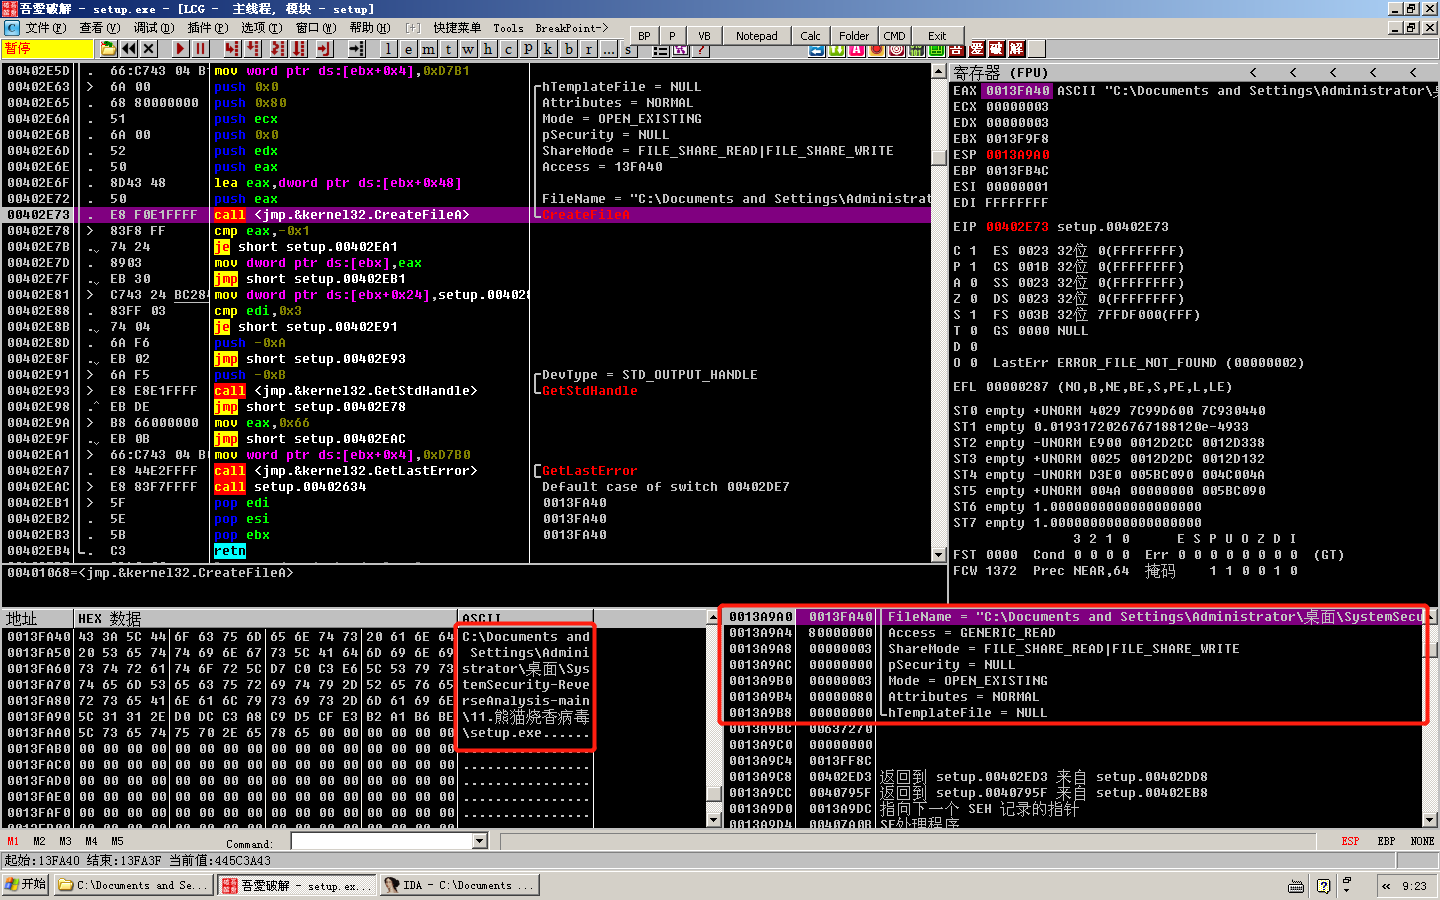 吾爱破解 - setup.exe - [LCG - 主线程, 模块 - setup]
C 文件(F) 查看(V) 调试(D) 插件(P) 选项(T) 窗口(W) 帮助(H) [+] 快捷菜单 Tools BreakPoint->
BP P VB Notepad Calc Folder CMD Exit
暂停 l e m t w h c p k b r ... s
00402E5D . 66:C743 04 B mov word ptr ds:[ebx+0x4],0xD7B1
00402E63 > 6A 00 push 0x0 hTemplateFile = NULL
00402E65 . 68 80000000 push 0x80 Attributes = NORMAL
00402E6A . 51 push ecx Mode = OPEN_EXISTING
00402E6B . 6A 00 push 0x0 pSecurity = NULL
00402E6D . 52 push edx ShareMode = FILE_SHARE_READ|FILE_SHARE_WRITE
00402E6E . 50 push eax Access = 13FA40
00402E6F . 8D43 48 lea eax,dword ptr ds:[ebx+0x48]
00402E72 . 50 push eax FileName = "C:\Documents and Settings\Administrat
00402E73 . E8 F0E1FFFF call <jmp.&kernel32.CreateFileA> CreateFileA
00402E78 > 83F8 FF cmp eax,-0x1
00402E7B . 74 24 je short setup.00402EA1
00402E7D . 8903 mov dword ptr ds:[ebx],eax
00402E7F . EB 30 jmp short setup.00402EB1
00402E81 > C743 24 BC284 mov dword ptr ds:[ebx+0x24],setup.004028
00402E88 . 83FF 03 cmp edi,0x3
00402E8B . 74 04 je short setup.00402E91
00402E8D . 6A F6 push -0xA
00402E8F . EB 02 jmp short setup.00402E93
00402E91 > 6A F5 push -0xB DevType = STD_OUTPUT_HANDLE
00402E93 > E8 E8E1FFFF call <jmp.&kernel32.GetStdHandle> GetStdHandle
00402E98 .^ EB DE jmp short setup.00402E78
00402E9A > B8 66000000 mov eax,0x66
00402E9F . EB 0B jmp short setup.00402EAC
00402EA1 > 66:C743 04 B mov word ptr ds:[ebx+0x4],0xD7B0
00402EA7 . E8 44E2FFFF call <jmp.&kernel32.GetLastError> GetLastError
00402EAC > E8 83F7FFFF call setup.00402634 Default case of switch 00402DE7
00402EB1 > 5F pop edi 0013FA40
00402EB2 . 5E pop esi 0013FA40
00402EB3 . 5B pop ebx 0013FA40
00402EB4 . C3 retn
00401068=<jmp.&kernel32.CreateFileA>
寄存器 (FPU) < < < < <
EAX 0013FA40 ASCII "C:\Documents and Settings\Administrator\桌
ECX 00000003
EDX 00000003
EBX 0013F9F8
ESP 0013A9A0
EBP 0013FB4C
ESI 00000001
EDI FFFFFFFF
EIP 00402E73 setup.00402E73
C 1 ES 0023 32位 0(FFFFFFFF)
P 1 CS 001B 32位 0(FFFFFFFF)
A 0 SS 0023 32位 0(FFFFFFFF)
Z 0 DS 0023 32位 0(FFFFFFFF)
S 1 FS 003B 32位 7FFDF000(FFF)
T 0 GS 0000 NULL
D 0
O 0 LastErr ERROR_FILE_NOT_FOUND (00000002)
EFL 00000287 (NO,B,NE,BE,S,PE,L,LE)
ST0 empty +UNORM 4029 7C99D600 7C930440
ST1 empty 0.0193172026767188120e-4933
ST2 empty -UNORM E900 0012D2CC 0012D338
ST3 empty +UNORM 0025 0012D2DC 0012D132
ST4 empty -UNORM D3E0 005BC090 004C004A
ST5 empty +UNORM 004A 00000000 005BC090
ST6 empty 1.0000000000000000000
ST7 empty 1.0000000000000000000
3 2 1 0 E S P U O Z D I
FST 0000 Cond 0 0 0 0 Err 0 0 0 0 0 0 0 0 (GT)
FCW 1372 Prec NEAR,64 掩码 1 1 0 0 1 0
地址 HEX 数据 ASCII
0013FA40 43 3A 5C 44 6F 63 75 6D 65 6E 74 73 20 61 6E 64 C:\Documents and
0013FA50 20 53 65 74 74 69 6E 67 73 5C 41 64 6D 69 6E 69 Settings\Admini
0013FA60 73 74 72 61 74 6F 72 5C D7 C0 C3 E6 5C 53 79 73 strator\桌面\Sys
0013FA70 74 65 6D 53 65 63 75 72 69 74 79 2D 52 65 76 65 temSecurity-Reve
0013FA80 72 73 65 41 6E 61 6C 79 73 69 73 2D 6D 61 69 6E rseAnalysis-main
0013FA90 5C 31 31 2E D0 DC C3 A8 C9 D5 CF E3 B2 A1 B6 BE \11.熊猫烧香病毒
0013FAA0 5C 73 65 74 75 70 2E 65 78 65 00 00 00 00 00 00 \setup.exe......
0013FAB0 00 00 00 00 00 00 00 00 00 00 00 00 00 00 00 00 ................
0013FAC0 00 00 00 00 00 00 00 00 00 00 00 00 00 00 00 00 ................
0013FAD0 00 00 00 00 00 00 00 00 00 00 00 00 00 00 00 00 ................
0013FAE0 00 00 00 00 00 00 00 00 00 00 00 00 00 00 00 00 ................
0013FAF0 00 00 00 00 00 00 00 00 00 00 00 00 00 00 00 00 ................
0013A9A0 0013FA40 FileName = "C:\Documents and Settings\Administrator\桌面\SystemSecu
0013A9A4 80000000 Access = GENERIC_READ
0013A9A8 00000003 ShareMode = FILE_SHARE_READ|FILE_SHARE_WRITE
0013A9AC 00000000 pSecurity = NULL
0013A9B0 00000003 Mode = OPEN_EXISTING
0013A9B4 00000080 Attributes = NORMAL
0013A9B8 00000000 hTemplateFile = NULL
0013A9BC 00637270
0013A9C0 00000000
0013A9C4 0013FF8C
0013A9C8 00402ED3 返回到 setup.00402ED3 来自 setup.00402DD8
0013A9CC 0040795F 返回到 setup.0040795F 来自 setup.00402EB8
0013A9D0 0013A9DC 指向下一个 SEH 记录的指针
0013A9D4 00407A0B SE处理程序
M1 M2 M3 M4 M5 Command: ESP EBP NONE
起始:13FA40 结束:13FA3F 当前值:445C3A43
开始 C:\Documents and Se... 吾爱破解 - setup.ex... IDA - C:\Documents ... « 9:23